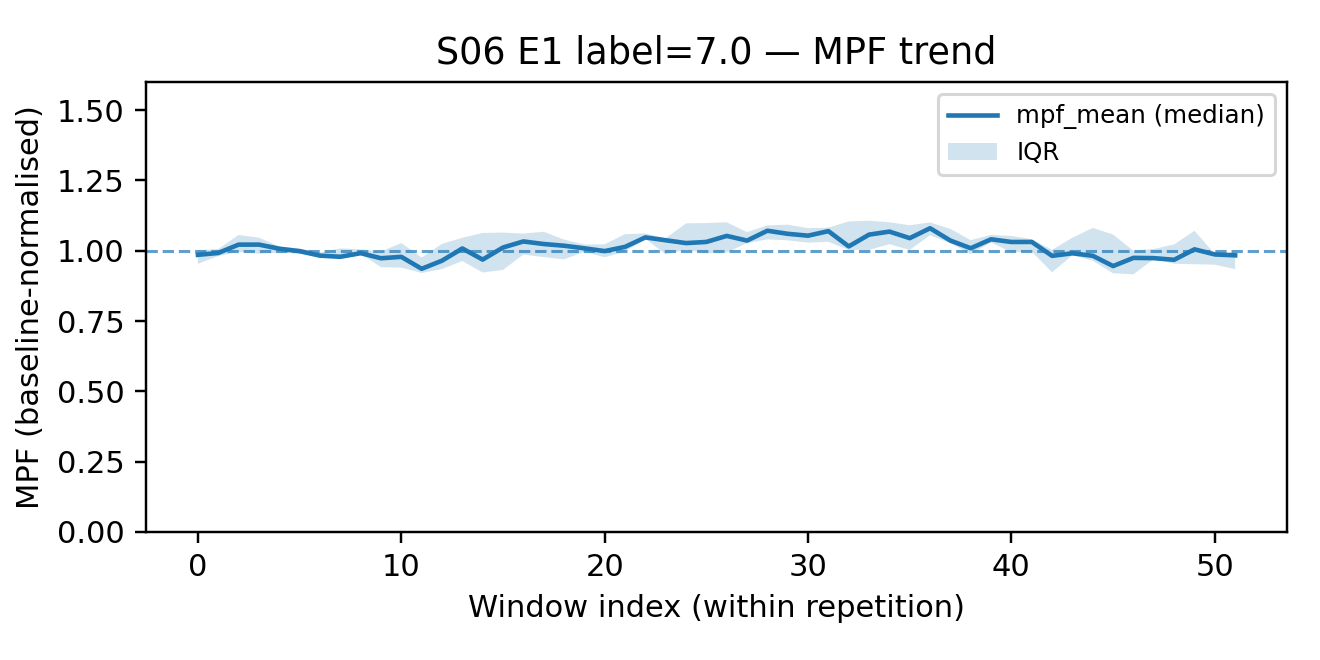 S06 E1 label=7.0 — MPF trend
mpf_mean (median)
IQR
MPF (baseline-normalised)
1.50
1.25
1.00
0.75
0.50
0.25
0.00
0 10 20 30 40 50
Window index (within repetition)